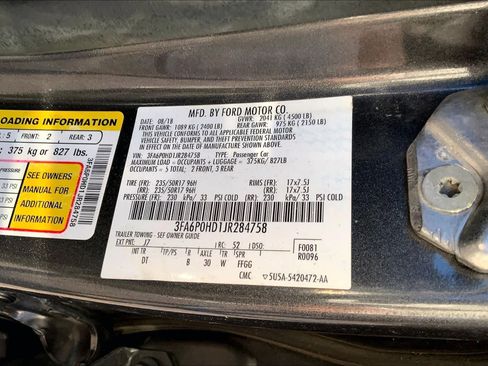 LOADING INFORMATION
: 5 FRONT: 2 REAR: 3
: 375 kg or 827 lbs.
SEE OWNERS
MANUAL FOR
ADDITIONAL
INFORMATION
3FA6P0HD1JR284758
MFD. BY FORD MOTOR CO.
DATE: 08/18 GVWR: 2041 KG ( 4500 LB)
FRONT GAWR: 1089 KG ( 2400 LB) REAR GAWR: 975 KG ( 2150 LB)
THIS VEHICLE CONFORMS TO ALL APPLICABLE FEDERAL MOTOR
VEHICLE SAFETY, BUMPER, AND THEFT PREVENTION STANDARDS IN
EFFECT ON THE DATE OF MANUFACTURE SHOWN ABOVE.
VIN: 3FA6P0HD1JR284758 TYPE: Passenger Car
MAXIMUM LOAD = OCCUPANTS + LUGGAGE = 375KG/ 827LB
OCCUPANTS = 5 TOTAL: 2 FRONT, 3 REAR
TIRE (FR): 235/50R17 96H RIMS (FR): 17x7.5J
(RR): 235/50R17 96H (RR): 17x7.5J
PRESSURE (FR): 230 kPa/ 33 PSI COLD (RR): 230 kPa/ 33 PSI COLD
3FA6P0HD1JR284758
TRAILER TOWING - SEE OWNER GUIDE
EXT PNT: J7 RC: 52 DSO: F0081
R0096
INT TR TP/PS R AXLE TR SPR
DT B 30 W FFGG
CMC 5U5A-5420472-AA